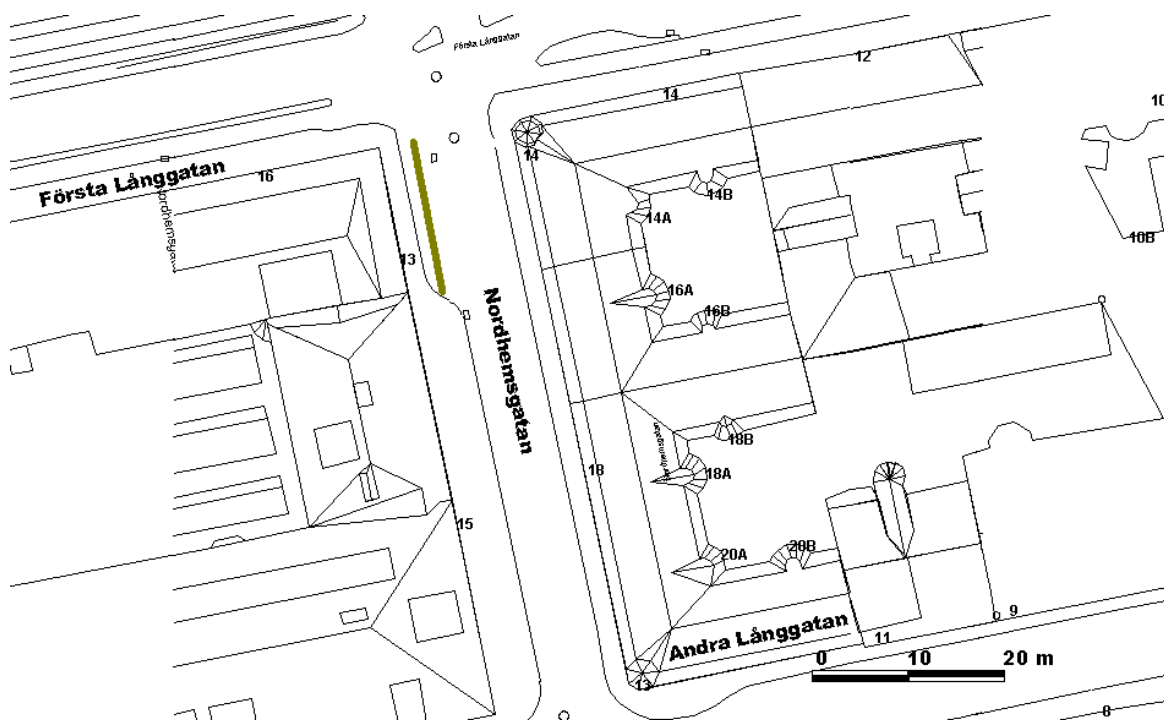 Första Långgatan
12
14
10
14
Första Långgatan
16
14B
14A
10B
13
16A
16B
Nordhemsgatan
18B
18A
18
15
20A
20B
Andra Långgatan
9
11
0 10 20 m
13
8